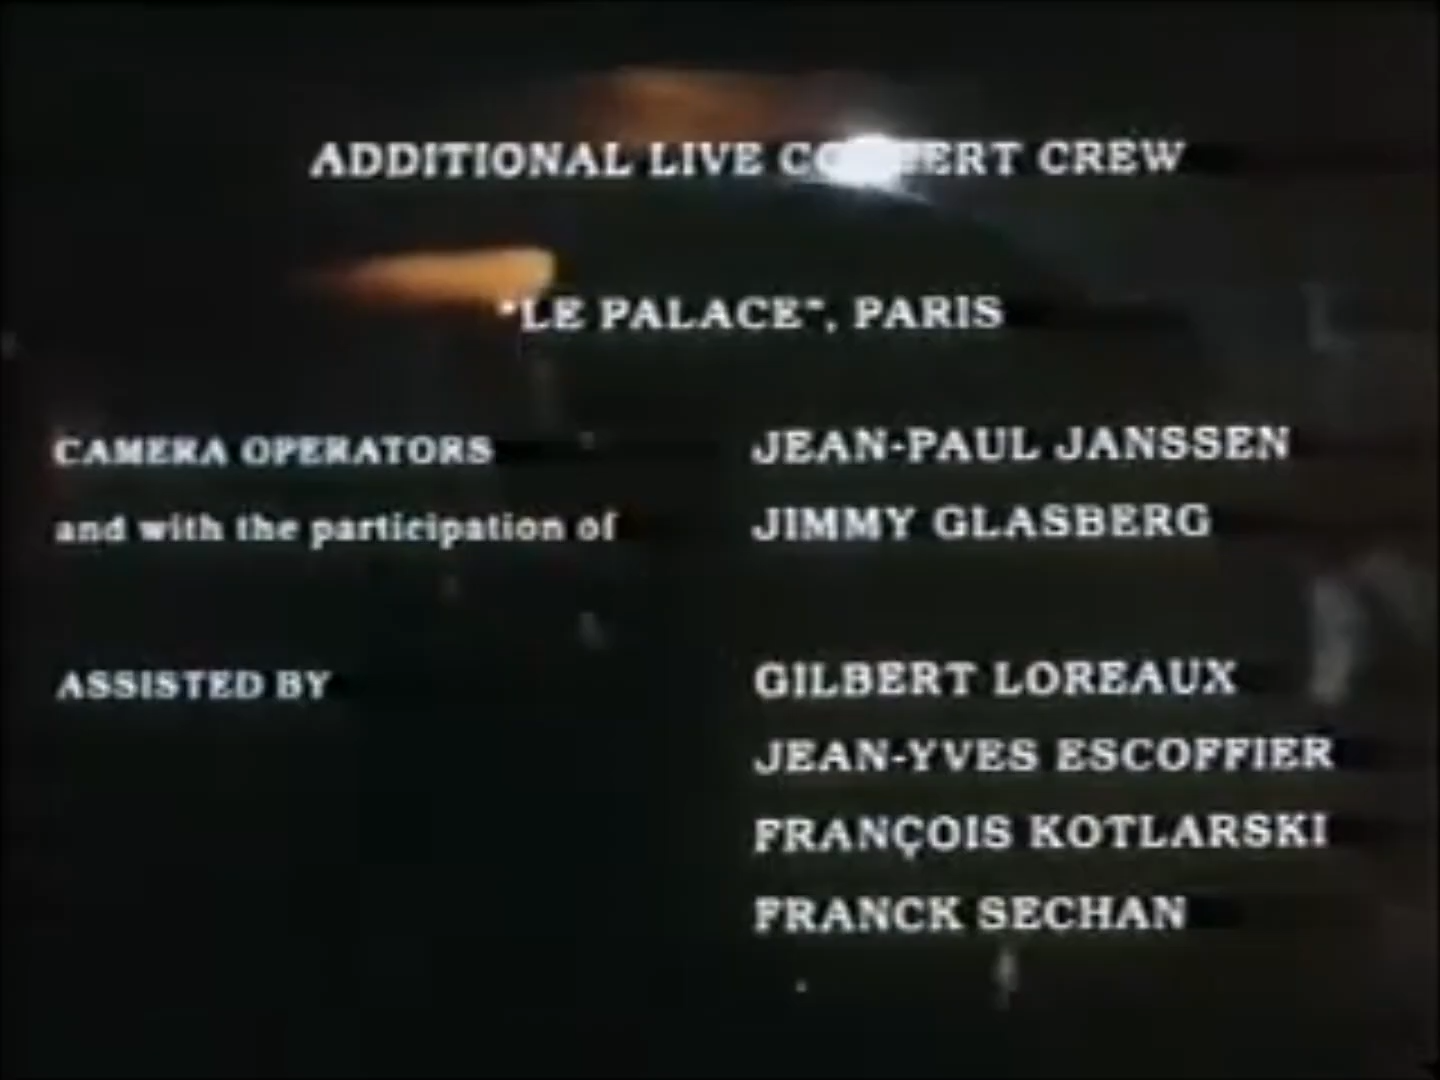 ADDITIONAL LIVE CONCERT CREW
"LE PALACE", PARIS
CAMERA OPERATORS JEAN-PAUL JANSSEN
and with the participation of JIMMY GLASBERG
ASSISTED BY GILBERT LOREAUX
JEAN-YVES ESCOFFIER
FRANÇOIS KOTLARSKI
FRANCK SECHAN